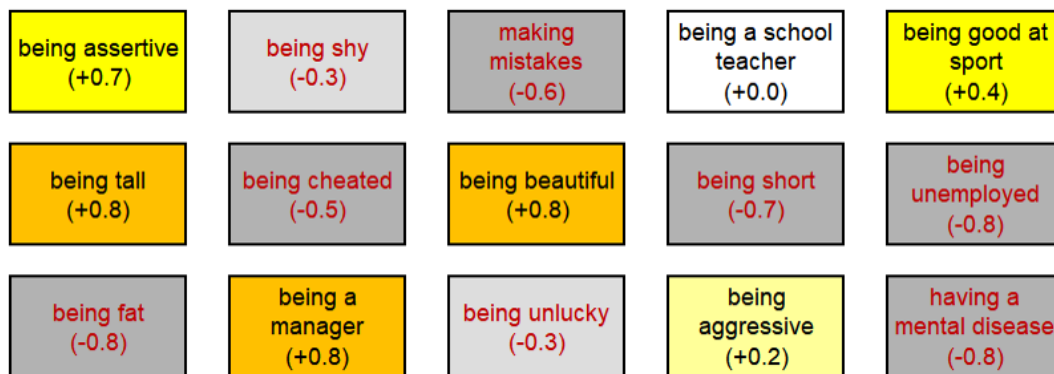 being assertive
(+0.7)
being shy
(-0.3)
making
mistakes
(-0.6)
being a school
teacher
(+0.0)
being good at
sport
(+0.4)
being tall
(+0.8)
being cheated
(-0.5)
being beautiful
(+0.8)
being short
(-0.7)
being
unemployed
(-0.8)
being fat
(-0.8)
being a
manager
(+0.8)
being unlucky
(-0.3)
being
aggressive
(+0.2)
having a
mental disease
(-0.8)